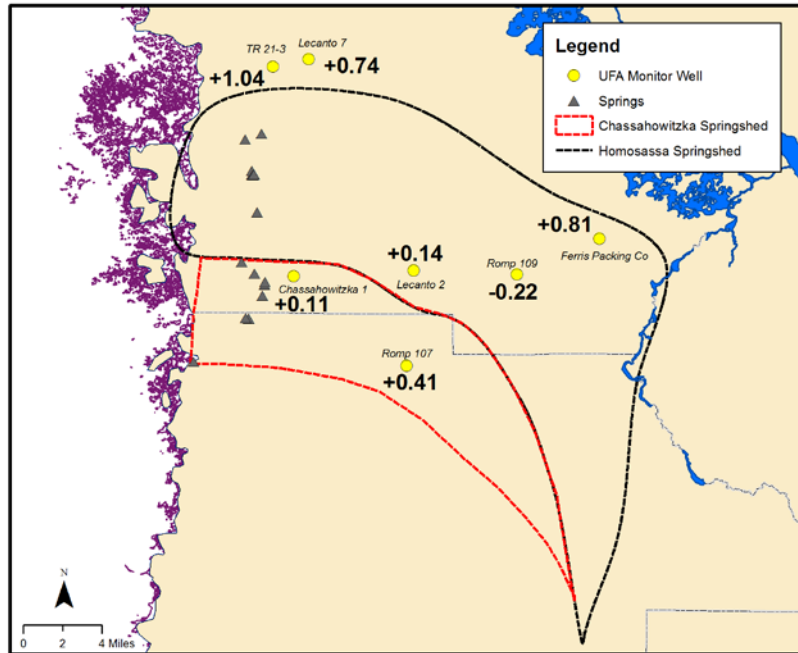 TR 21-3
Lecanto 7
+1.04
+0.74
Legend
UFA Monitor Well
Springs
Chassahowitzka Springshed
Homosassa Springshed
+0.81
Ferris Packing Co
+0.14
Lecanto 2
Romp 109
-0.22
Chassahowitzka 1
+0.11
Romp 107
+0.41
N
0 2 4 Miles